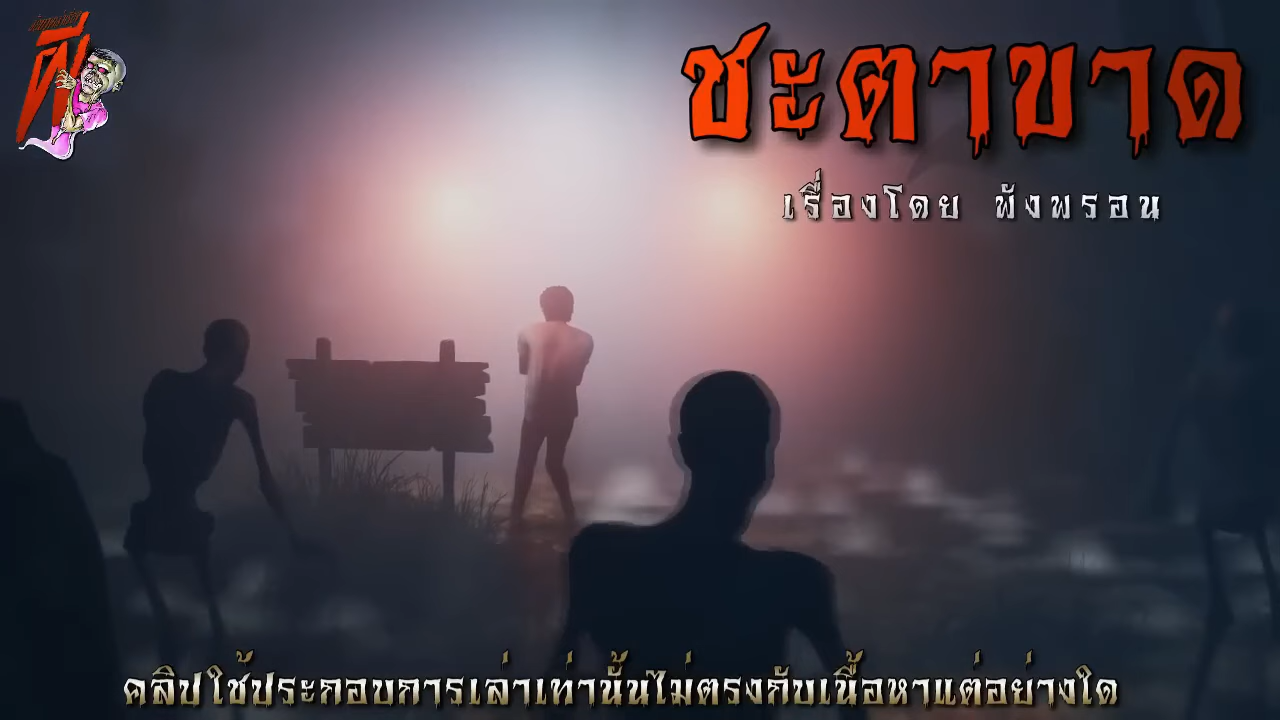 ผี
ชะตาขาด
เรื่องโดย พังพรอน
คลิปใช้ประกอบการเล่าเท่านั้นไม่ตรงกับเนื้อหาแต่อย่างใด